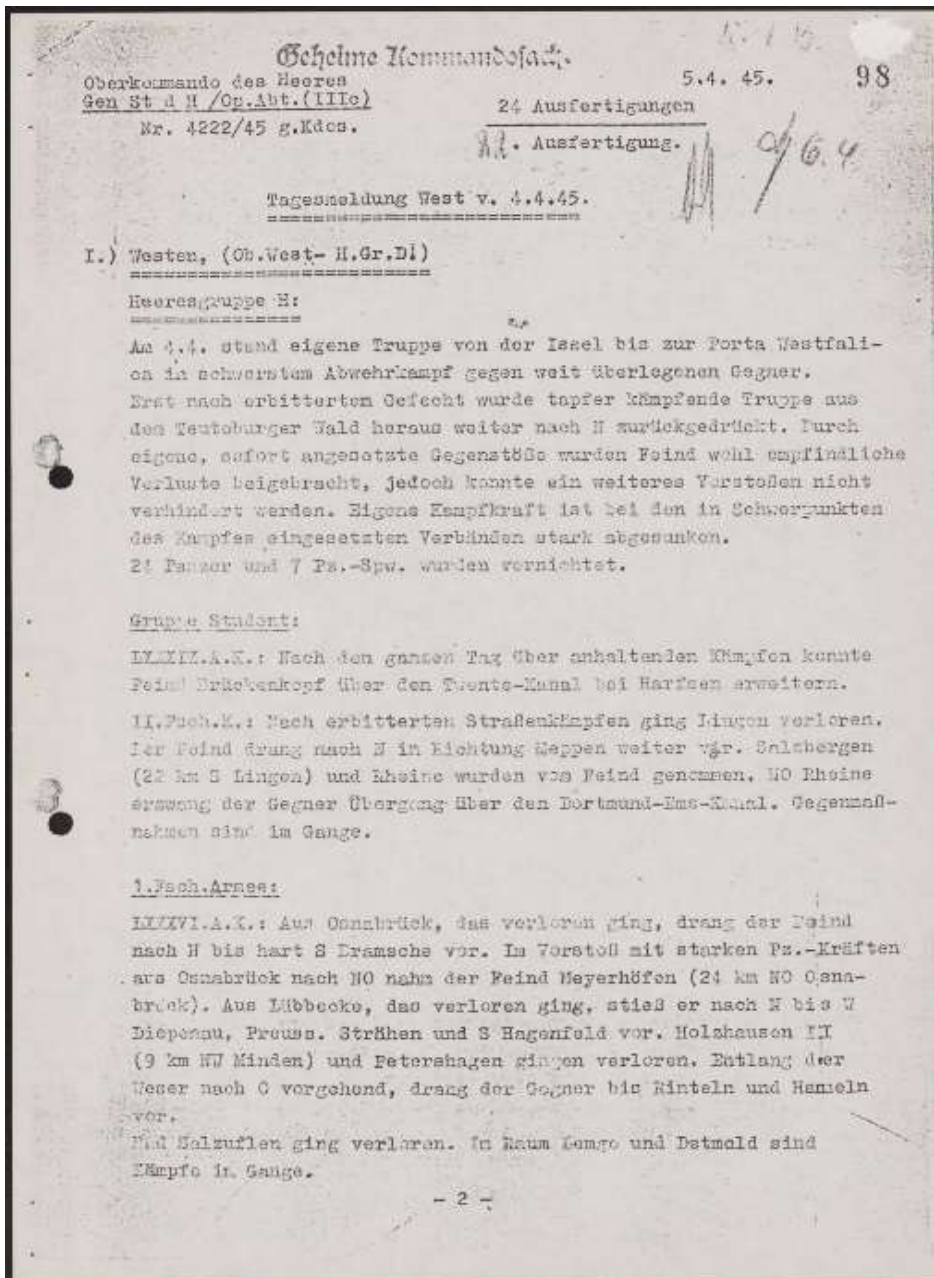 Geheime Kommandosache.
5.4. 45. 98
Oberkommando des Heeres
Gen St d H /Op.Abt.(IIIc)
24 Ausfertigungen
Nr. 4222/45 g.Kdos.
22. Ausfertigung.
6.4
Tagesmeldung West v. 4.4.45.
I.) Westen, (Ob.West- H.Gr.D)
Heeresgruppe H:
Am 4.4. stand eigene Truppe von der Issel bis zur Porta Westfali-
ca in schwerstem Abwehrkampf gegen weit überlegenen Gegner.
Erst nach erbittertem Gefecht wurde tapfer kämpfende Truppe aus
dem Teutoburger Wald heraus weiter nach N zurückgedrückt. Durch
eigene, sofort angesetzte Gegenstöße wurden Feind wohl empfindliche
Verluste beigebracht, jedoch konnte ein weiteres Vorstoßen nicht
verhindert werden. Eigene Kampfkraft ist bei den in Schwerpunkten
des Kampfes eingesetzten Verbänden stark abgesunken.
24 Panzer und 7 Pz.-Spw. wurden vernichtet.
Gruppe Student:
LXXXIX.A.K.: Nach den ganzen Tag über anhaltenden Kämpfen konnte
Feind Brückenkopf über den Twente-Kanal bei Harfsen erweitern.
II.Fsch.K.: Nach erbitterten Straßenkämpfen ging Lingen verloren.
Der Feind drang nach N in Richtung Meppen weiter vor. Salzbergen
(22 km S Lingen) und Rheine wurden vom Feind genommen. NO Rheine
erzwang der Gegner Übergang über den Dortmund-Ems-Kanal. Gegenmaß-
nahmen sind im Gange.
1.Fsch.Armee:
LXXXVI.A.K.: Aus Osnabrück, das verloren ging, drang der Feind
nach N bis hart S Bramsche vor. Im Vorstoß mit starken Pz.-Kräften
aus Osnabrück nach NO nahm der Feind Meyerhöfen (24 km NO Osna-
brück). Aus Lübbecke, das verloren ging, stieß er nach N bis W
Diepenau, Preuss. Ströhen und S Hagenfeld vor. Holzhausen II
(9 km NW Minden) und Petershagen gingen verloren. Entlang der
Weser nach O vorgehend, drang der Gegner bis Rinteln und Hameln
vor.
Bad Salzuflen ging verloren. Im Raum Lemgo und Detmold sind
Kämpfe im Gange.
- 2 -